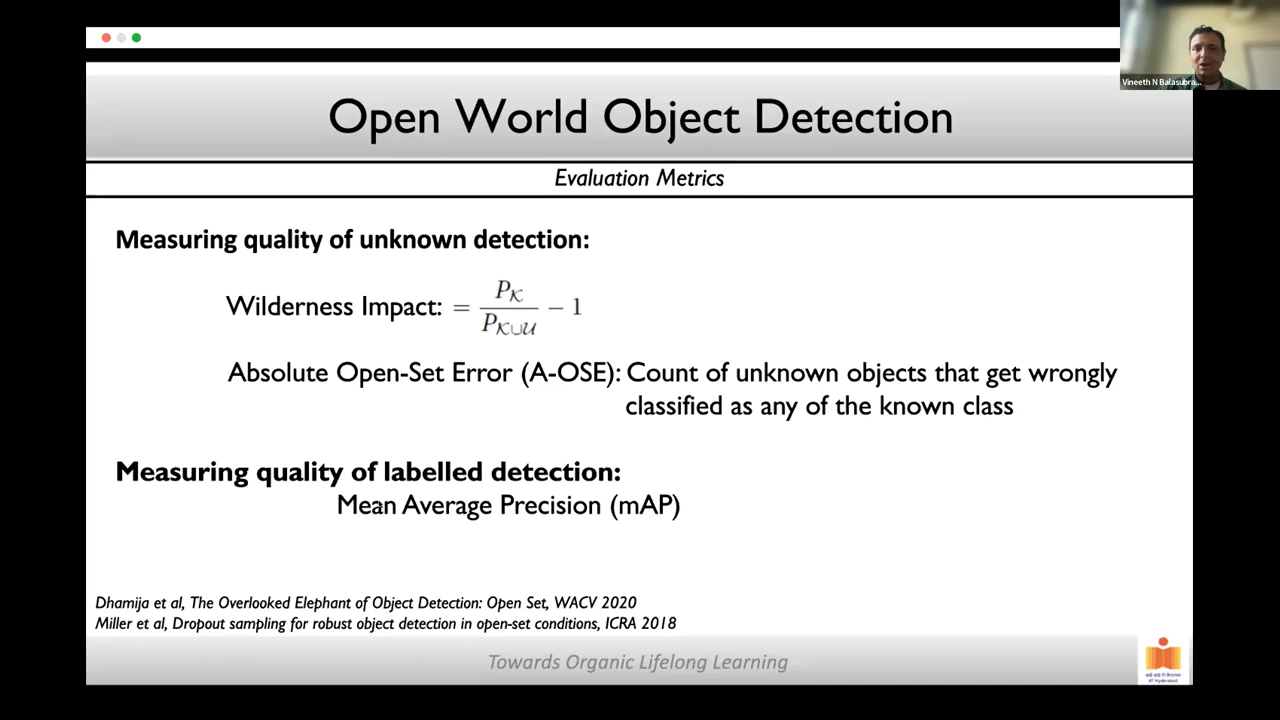 Vineeth N Balasubra...
Open World Object Detection
Evaluation Metrics
Measuring quality of unknown detection:
Wilderness Impact: = P_𝒦 / P_𝒦∪𝒰 − 1
Absolute Open-Set Error (A-OSE): Count of unknown objects that get wrongly
classified as any of the known class
Measuring quality of labelled detection:
Mean Average Precision (mAP)
Dhamija et al, The Overlooked Elephant of Object Detection: Open Set, WACV 2020
Miller et al, Dropout sampling for robust object detection in open-set conditions, ICRA 2018
Towards Organic Lifelong Learning